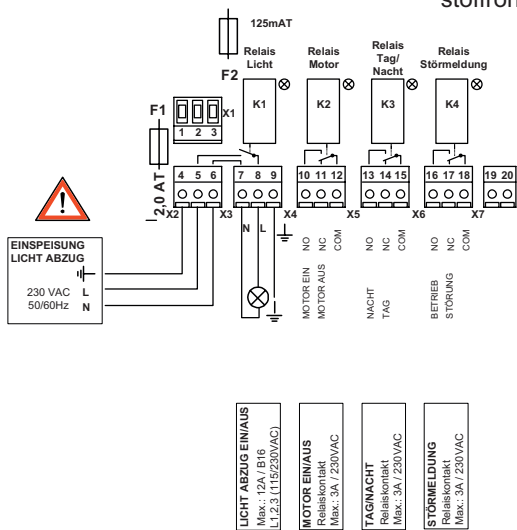 stoffron
125mAT
F2
Relais
Licht
Relais
Motor
Relais
Tag/
Nacht
Relais
Störmeldung
K1
K2
K3
K4
F1
X1
1 2 3
2,0 AT
4 5 6
7 8 9
10 11 12
13 14 15
16 17 18
19 20
X2
X3
X4
X5
X6
X7
N L
NO
NC
COM
NO
NC
COM
NO
NC
COM
MOTOR EIN
MOTOR AUS
NACHT
TAG
BETRIEB
STÖRUNG
EINSPEISUNG
LICHT ABZUG
230 VAC L
50/60Hz N
LICHT ABZUG EIN/AUS
Max.: 12A / B16
L1,2,3 (115/230VAC)
MOTOR EIN/AUS
Relaiskontakt
Max.: 3A / 230VAC
TAG/NACHT
Relaiskontakt
Max.: 3A / 230VAC
STÖRMELDUNG
Relaiskontakt
Max.: 3A / 230VAC